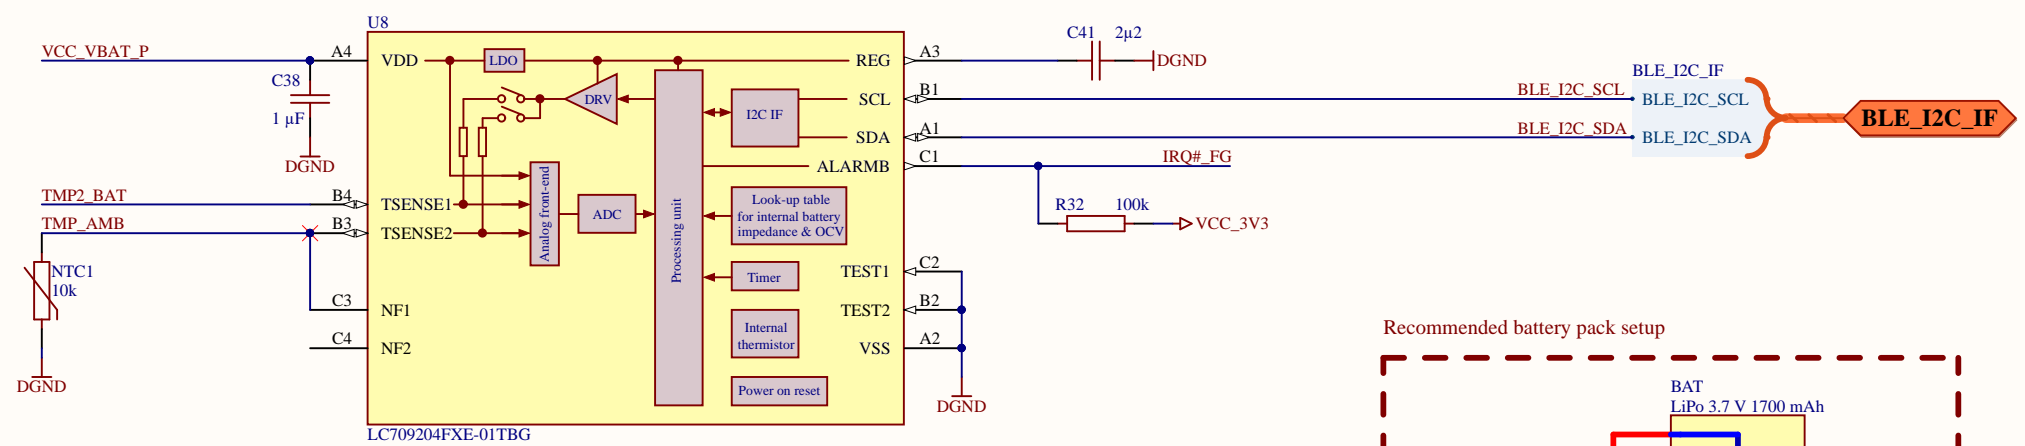 U8
VCC_VBAT_P
A4
VDD
LDO
REG
A3
C41
2µ2
DGND
C38
1 µF
DGND
DRV
I2C IF
SCL
B1
BLE_I2C_SCL
SDA
A1
BLE_I2C_SDA
BLE_I2C_IF
BLE_I2C_SCL
BLE_I2C_SDA
BLE_I2C_IF
ALARMB
C1
IRQ#_FG
R32
100k
VCC_3V3
TMP2_BAT
B4
TSENSE1
TMP_AMB
B3
TSENSE2
Analog front-end
ADC
Processing unit
Look-up table
for internal battery
impedance & OCV
Timer
Internal
thermistor
Power on reset
NTC1
10k
DGND
C3
NF1
C4
NF2
TEST1
C2
TEST2
B2
VSS
A2
DGND
LC709204FXE-01TBG
Recommended battery pack setup
BAT
LiPo 3.7 V 1700 mAh